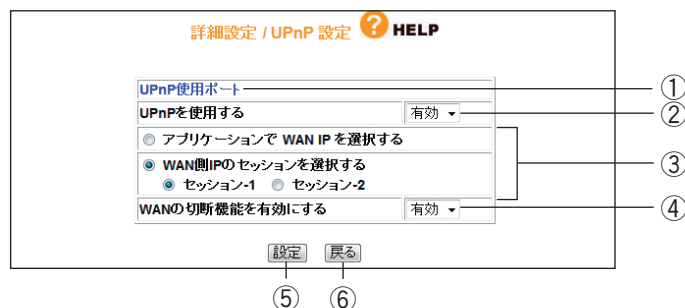 詳細設定 / UPnP 設定 ? HELP
UPnP使用ポート ①
UPnPを使用する 有効 ②
アプリケーションで WAN IP を選択する
WAN側IPのセッションを選択する ③
セッション-1 セッション-2
WANの切断機能を有効にする 有効 ④
設定 戻る
⑤ ⑥